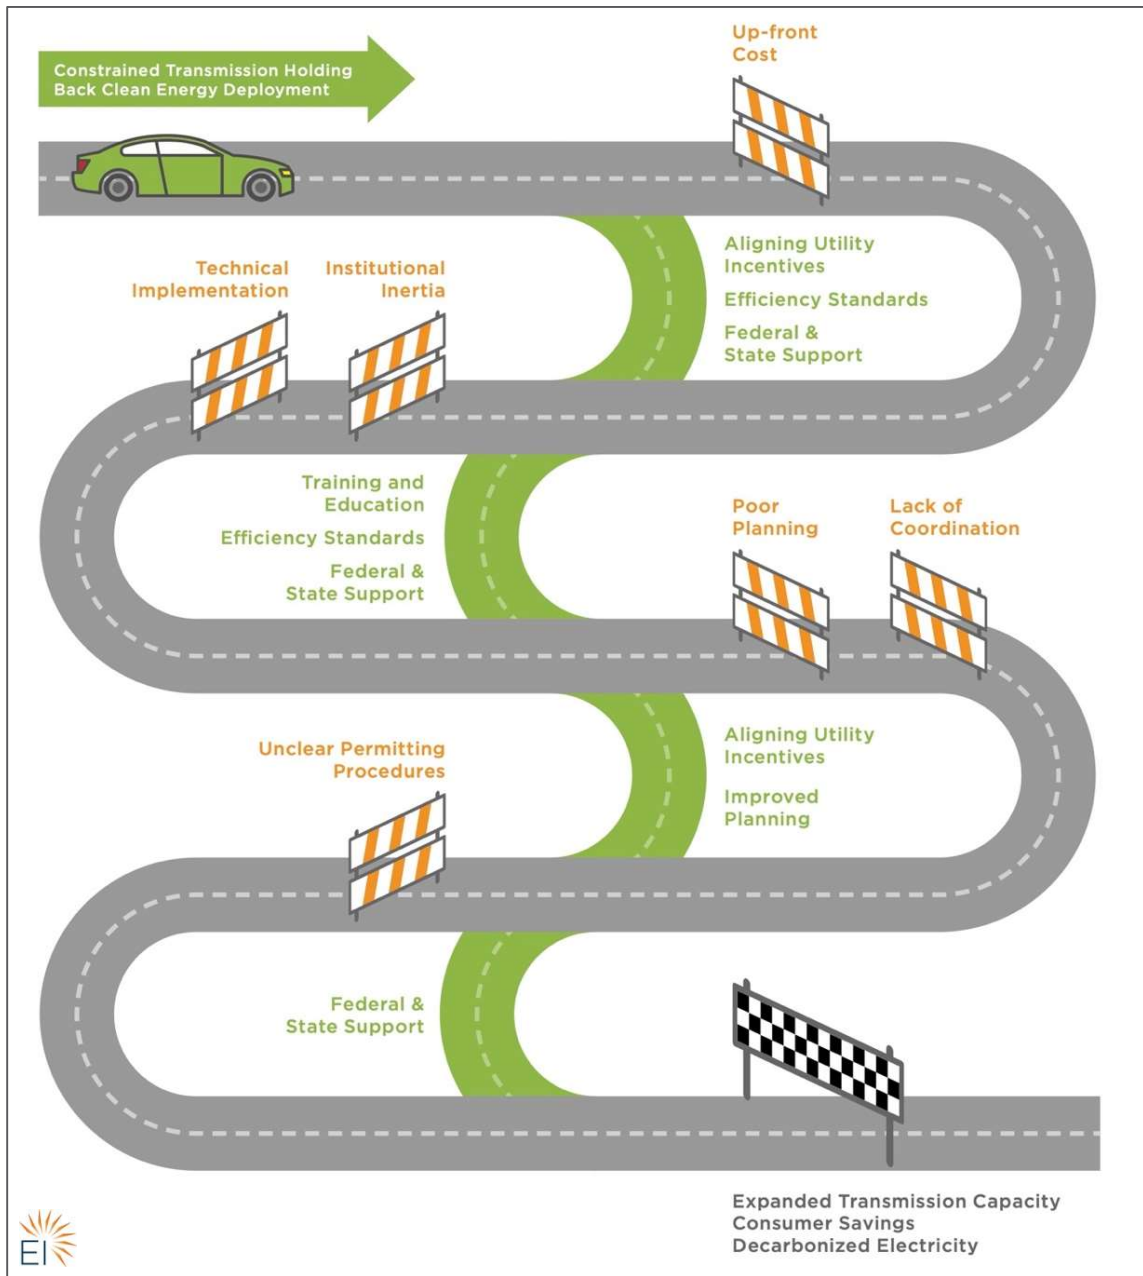 Up-front
Cost
Constrained Transmission Holding
Back Clean Energy Deployment
Aligning Utility
Incentives
Efficiency Standards
Federal &
State Support
Technical
Implementation
Institutional
Inertia
Training and
Education
Efficiency Standards
Federal &
State Support
Poor
Planning
Lack of
Coordination
Aligning Utility
Incentives
Improved
Planning
Unclear Permitting
Procedures
Federal &
State Support
Expanded Transmission Capacity
Consumer Savings
Decarbonized Electricity
EI